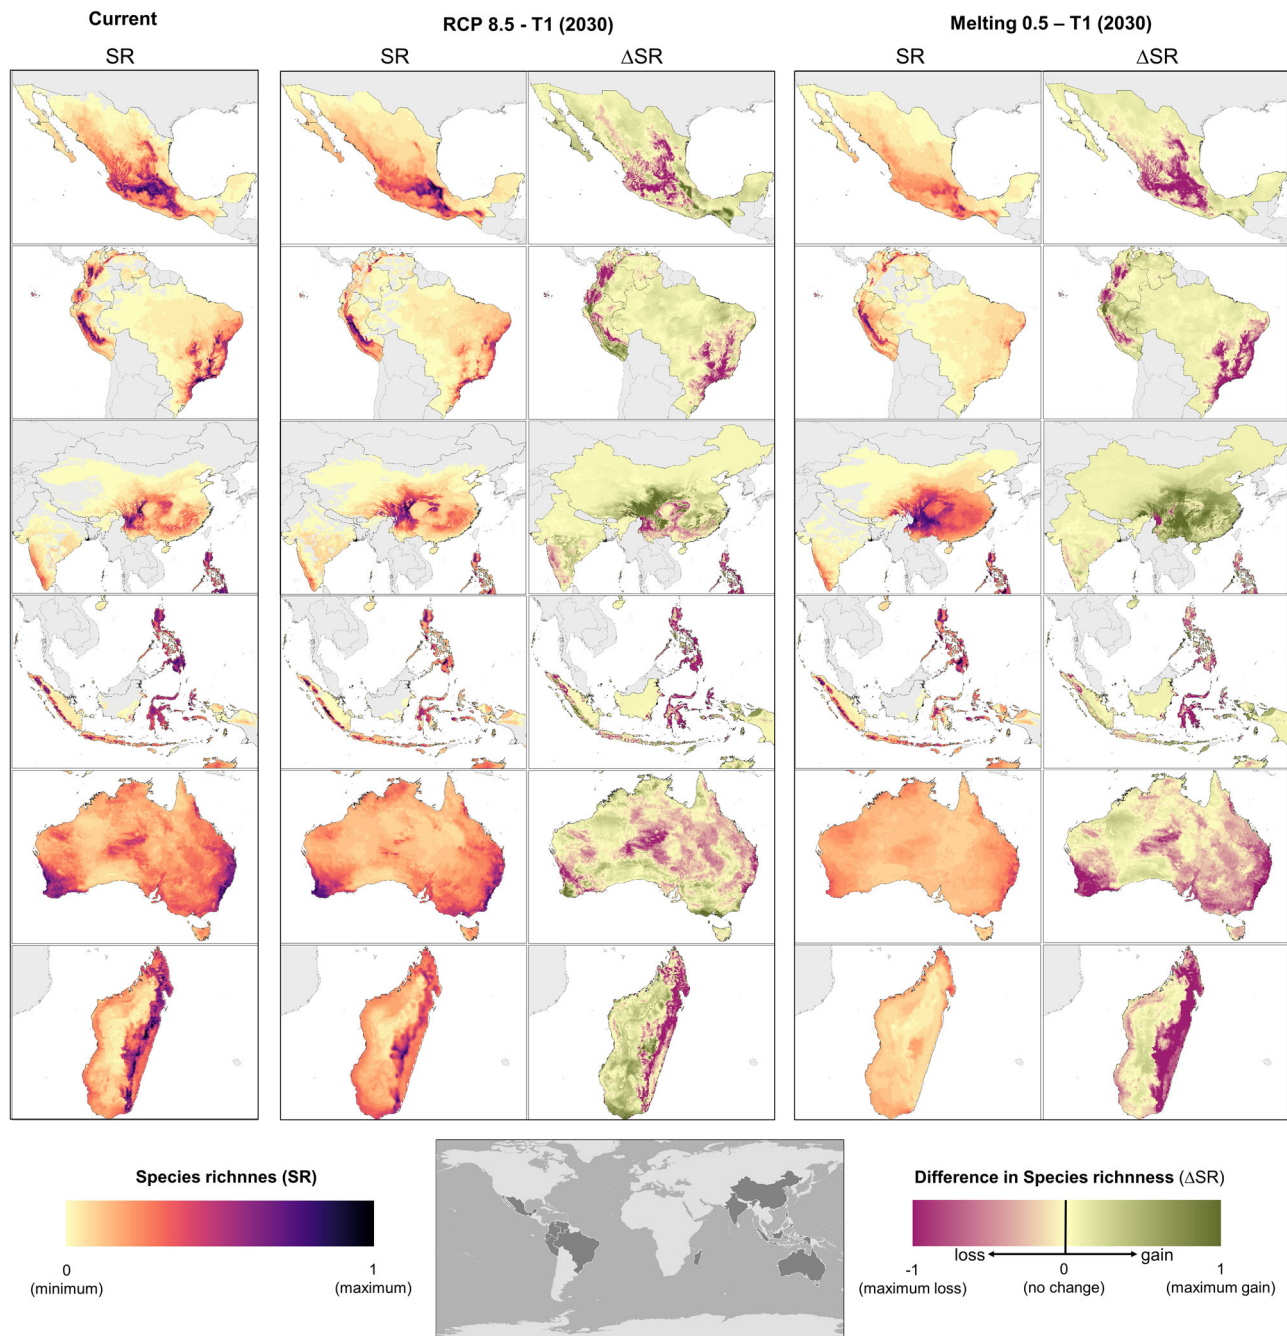 Current
RCP 8.5 - T1 (2030)
Melting 0.5 – T1 (2030)
SR
SR
ΔSR
SR
ΔSR
Species richnnes (SR)
0
(minimum)
1
(maximum)
Difference in Species richnness (ΔSR)
loss
gain
-1
(maximum loss)
0
(no change)
1
(maximum gain)